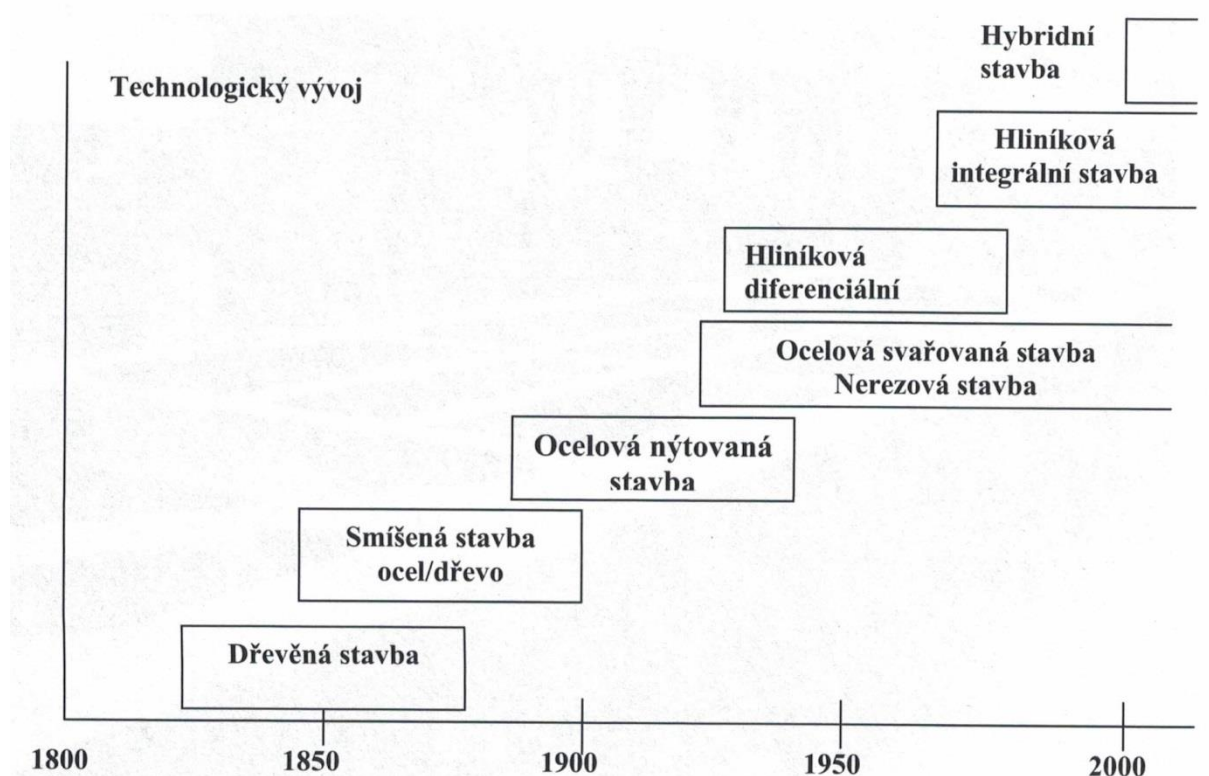 Hybridní
stavba
Technologický vývoj
Hliníková
integrální stavba
Hliníková
diferenciální
Ocelová svařovaná stavba
Nerezová stavba
Ocelová nýtovaná
stavba
Smíšená stavba
ocel/dřevo
Dřevěná stavba
1800
1850
1900
1950
2000